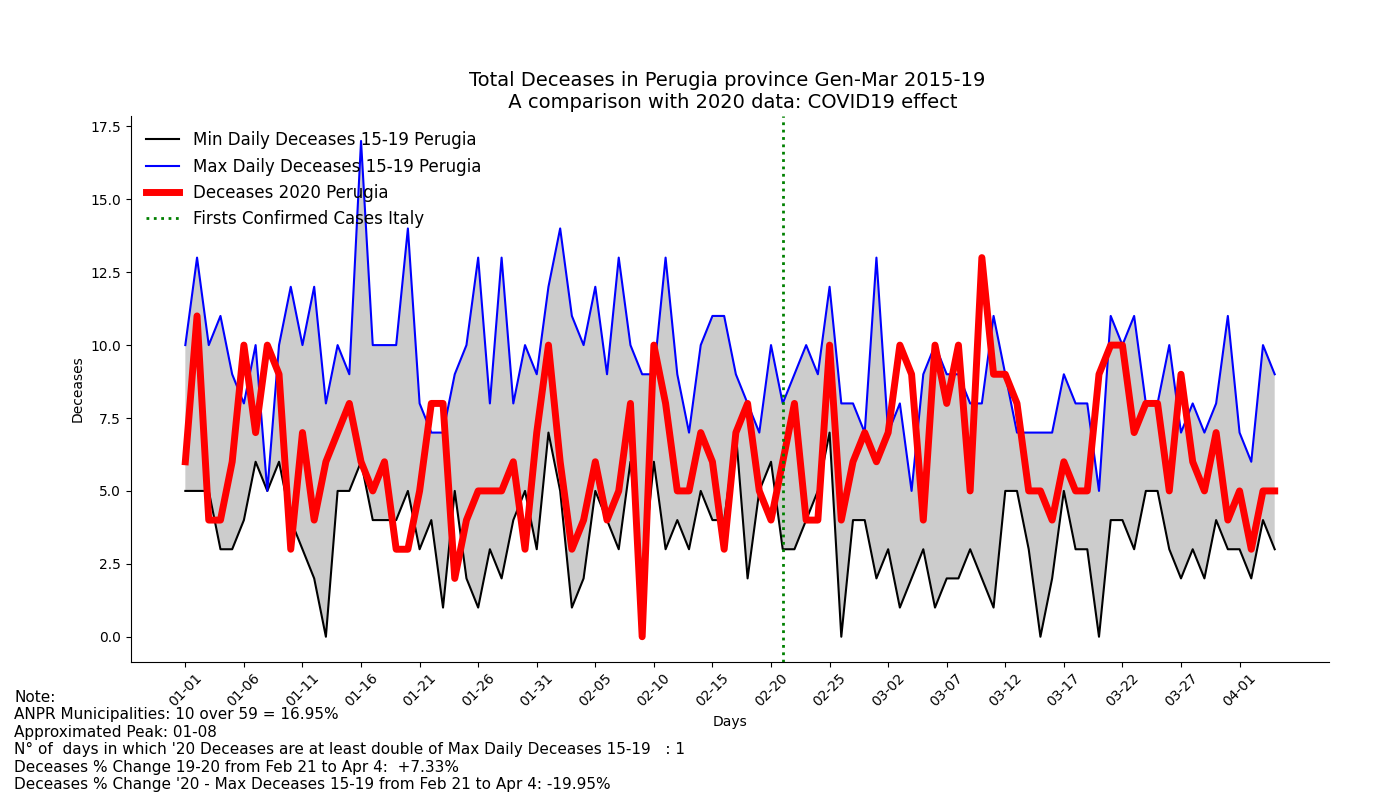 Total Deceases in Perugia province Gen-Mar 2015-19
A comparison with 2020 data: COVID19 effect
17.5
15.0
12.5
10.0
7.5
5.0
2.5
0.0
Deceases
Min Daily Deceases 15-19 Perugia
Max Daily Deceases 15-19 Perugia
Deceases 2020 Perugia
Firsts Confirmed Cases Italy
01-01 01-06 01-11 01-16 01-21 01-26 01-31 02-05 02-10 02-15 02-20 02-25 03-02 03-07 03-12 03-17 03-22 03-27 04-01
Days
Note:
ANPR Municipalities: 10 over 59 = 16.95%
Approximated Peak: 01-08
N° of  days in which '20 Deceases are at least double of Max Daily Deceases 15-19   : 1
Deceases % Change 19-20 from Feb 21 to Apr 4:  +7.33%
Deceases % Change '20 - Max Deceases 15-19 from Feb 21 to Apr 4: -19.95%